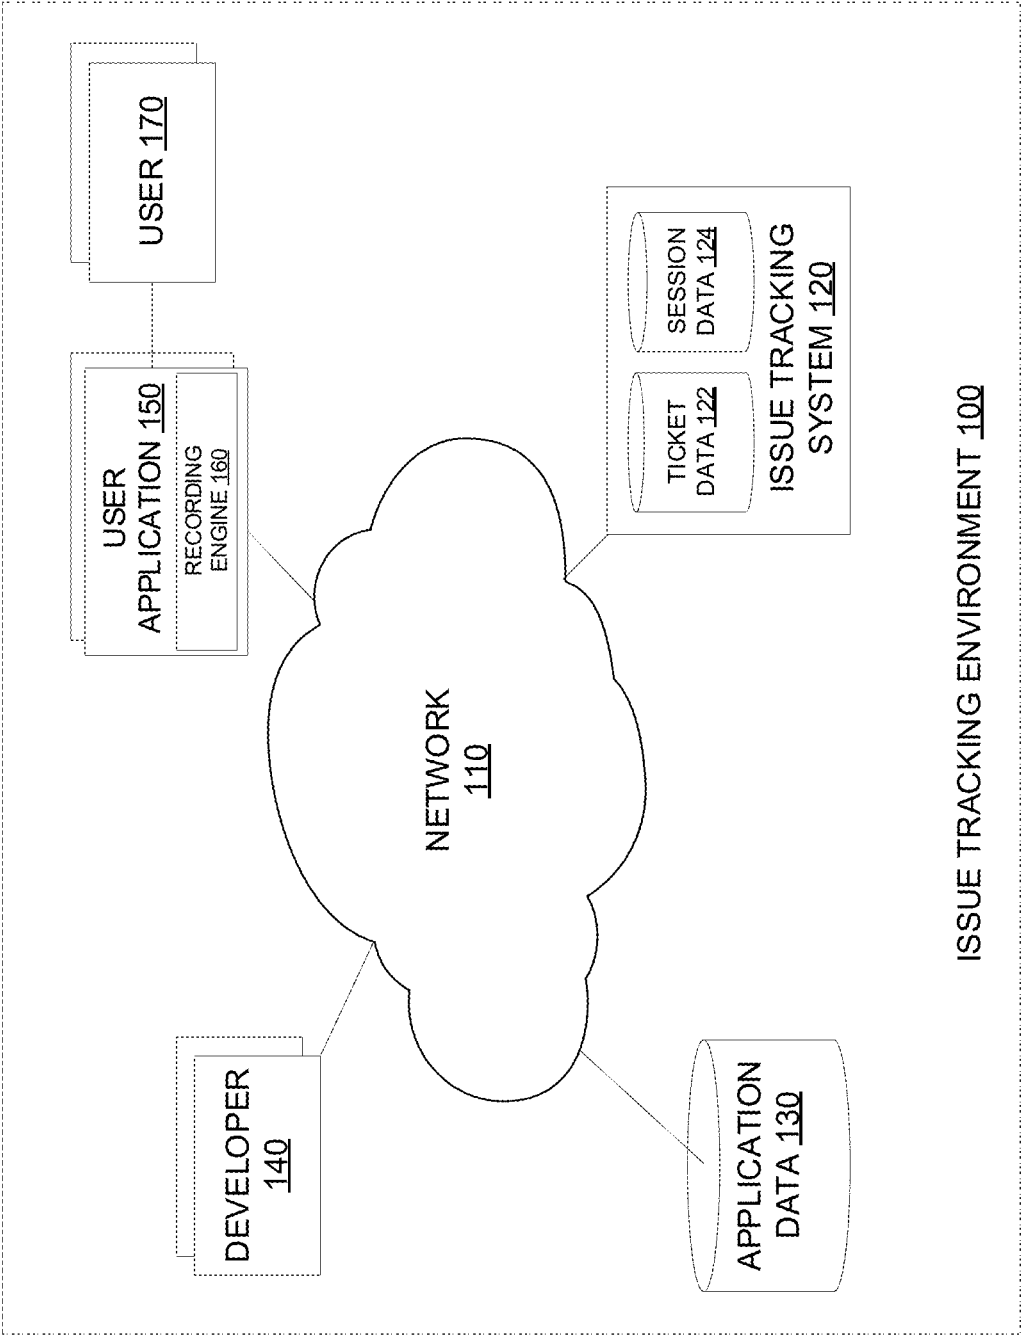 DEVELOPER
140
USER
APPLICATION 150
RECORDING
ENGINE 160
USER 170
NETWORK
110
APPLICATION
DATA 130
TICKET
DATA 122
SESSION
DATA 124
ISSUE TRACKING
SYSTEM 120
ISSUE TRACKING ENVIRONMENT 100